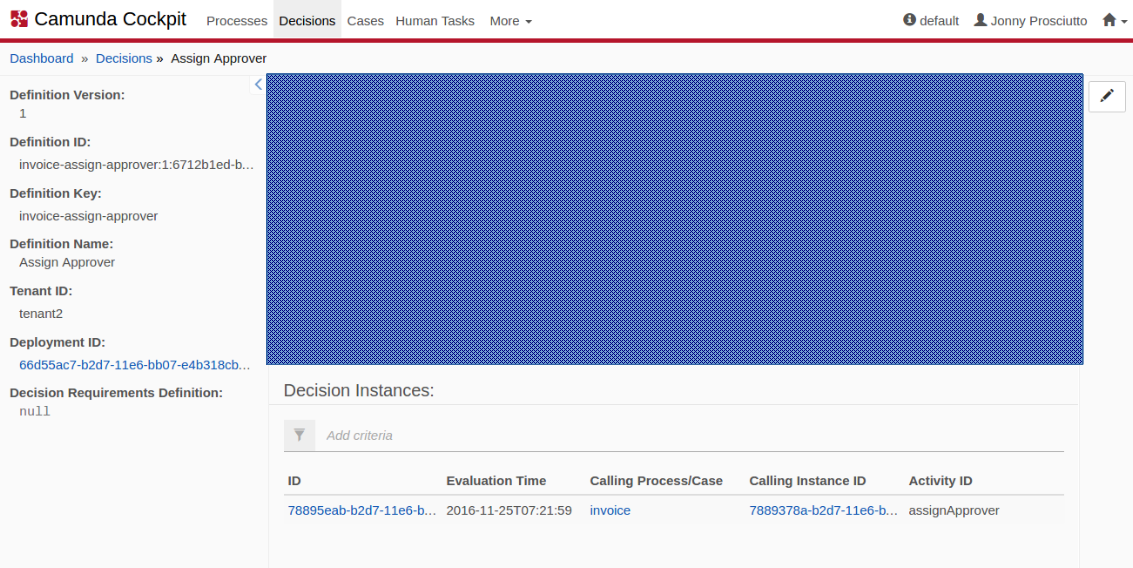 Camunda Cockpit Processes Decisions Cases Human Tasks More default Jonny Prosciutto
Dashboard » Decisions » Assign Approver
Definition Version:
1
Definition ID:
invoice-assign-approver:1:6712b1ed-b...
Definition Key:
invoice-assign-approver
Definition Name:
Assign Approver
Tenant ID:
tenant2
Deployment ID:
66d55ac7-b2d7-11e6-bb07-e4b318cb...
Decision Requirements Definition:
null
Decision Instances:
Add criteria
ID Evaluation Time Calling Process/Case Calling Instance ID Activity ID
78895eab-b2d7-11e6-b... 2016-11-25T07:21:59 invoice 7889378a-b2d7-11e6-b... assignApprover